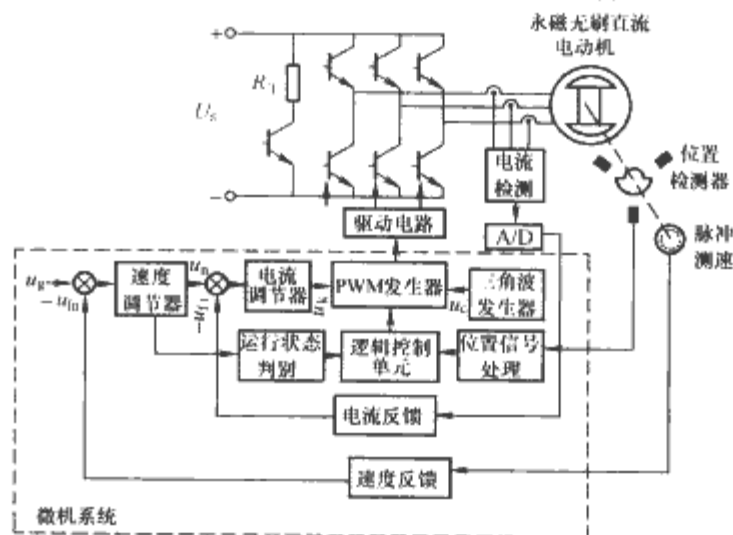 永磁无刷直流
电动机
+
R1
Us
−
电流
检测
位置
检测器
驱动电路
A/D
脉冲
测速
ug
−ufn
速度
调节器
un
−ufi
电流
调节器
uk
PWM发生器
uc
三角波
发生器
运行状态
判别
逻辑控制
单元
位置信号
处理
电流反馈
速度反馈
微机系统